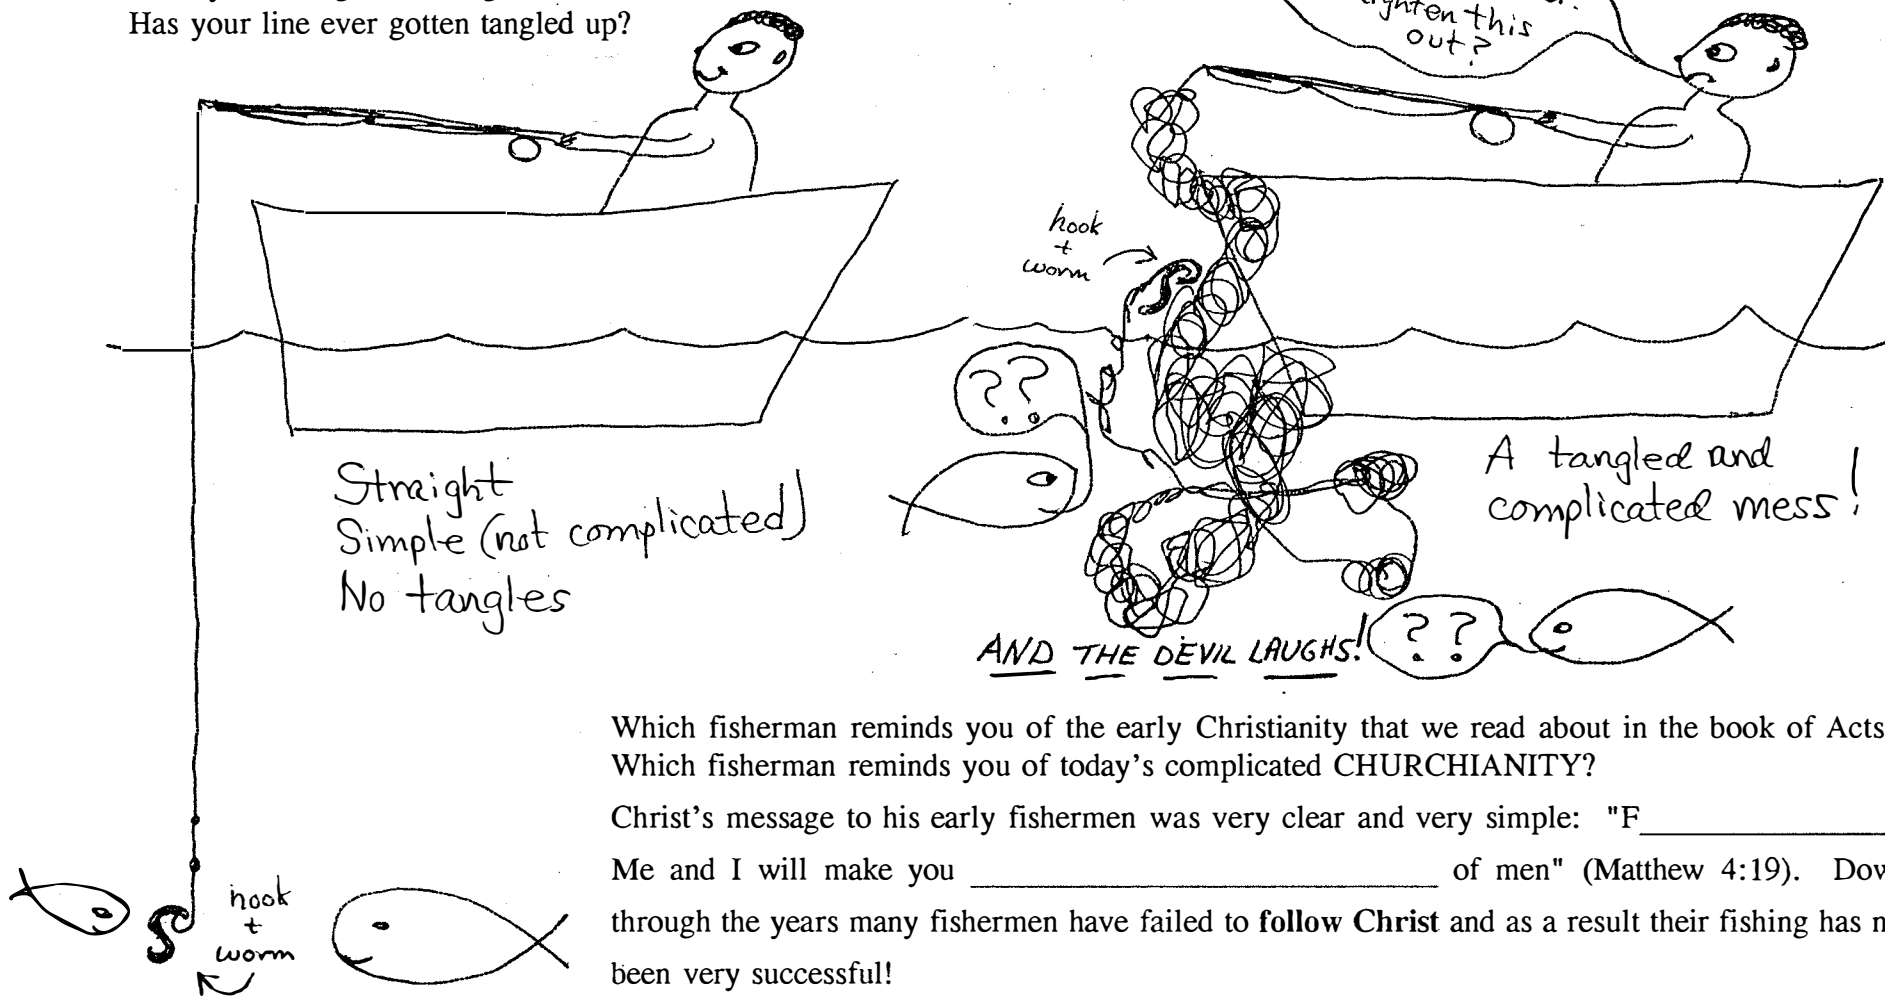 Has your line ever gotten tangled up?
this
out?
hook
+
worm
? ?
Straight
Simple (not complicated)
No tangles
A tangled and
complicated mess!
AND THE DEVIL LAUGHS!
? ?
Which fisherman reminds you of the early Christianity that we read about in the book of Acts
Which fisherman reminds you of today's complicated CHURCHIANITY?
Christ's message to his early fishermen was very clear and very simple: "F____________
Me and I will make you ______________________ of men" (Matthew 4:19). Dow
through the years many fishermen have failed to follow Christ and as a result their fishing has n
been very successful!
hook
+
worm